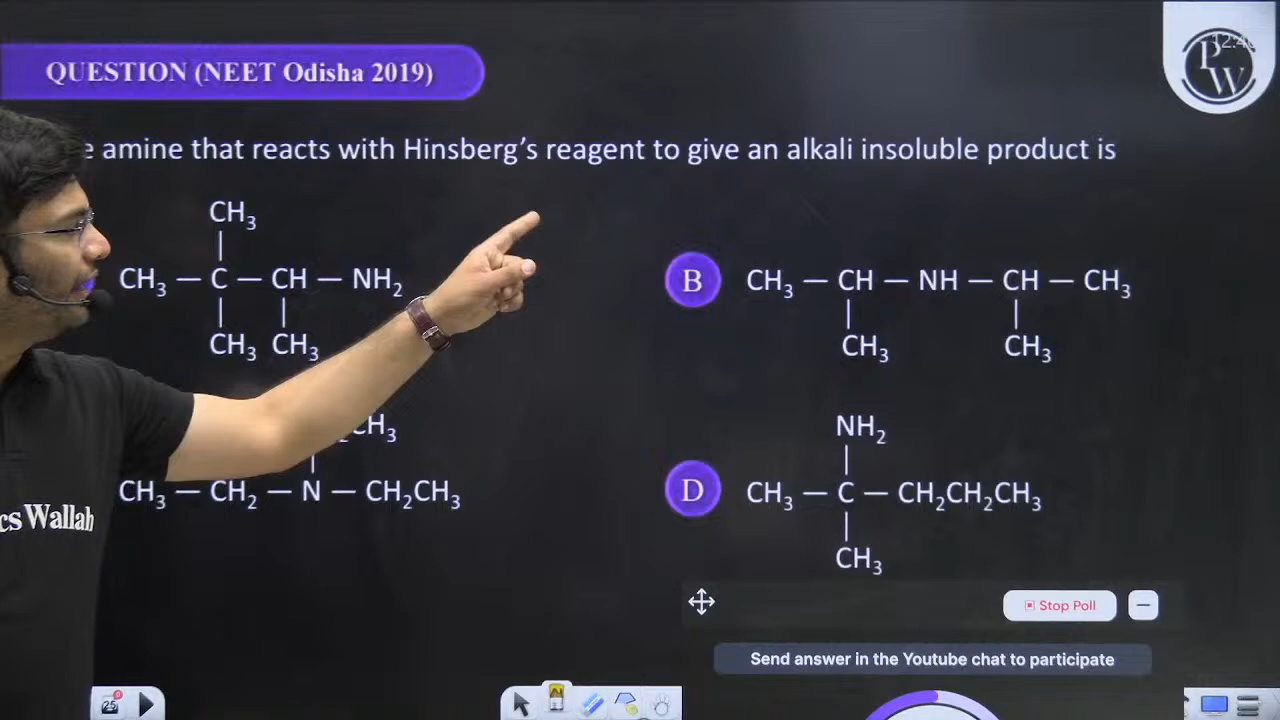 QUESTION (NEET Odisha 2019)
PW
amine that reacts with Hinsberg's reagent to give an alkali insoluble product is
CH₃
CH₃ — C — CH — NH₂
CH₃ CH₃
B
CH₃ — CH — NH — CH — CH₃
CH₃ CH₃
CH₃
CH₃ — CH₂ — N — CH₂CH₃
D
NH₂
CH₃ — C — CH₂CH₂CH₃
CH₃
Wallah
Stop Poll
Send answer in the Youtube chat to participate
25